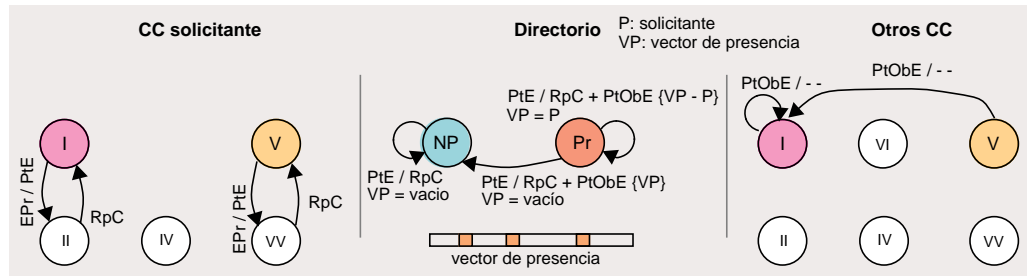 CC solicitante
EPr / PtE
I
II
RpC
IV
EPr / PtE
V
VV
RpC
Directorio
P: solicitante
VP: vector de presencia
PtE / RpC + PtObE {VP - P}
VP = P
NP
Pr
PtE / RpC
VP = vacio
PtE / RpC + PtObE {VP}
VP = vacío
vector de presencia
Otros CC
PtObE / - -
PtObE / - -
I
VI
V
II
IV
VV